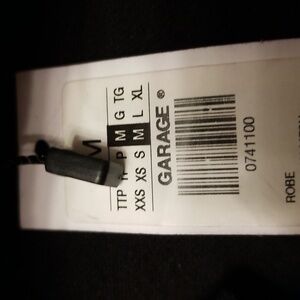 M
TTP P M G TG
XXS XS S M L XL
GARAGE ®
0741100
ROBE